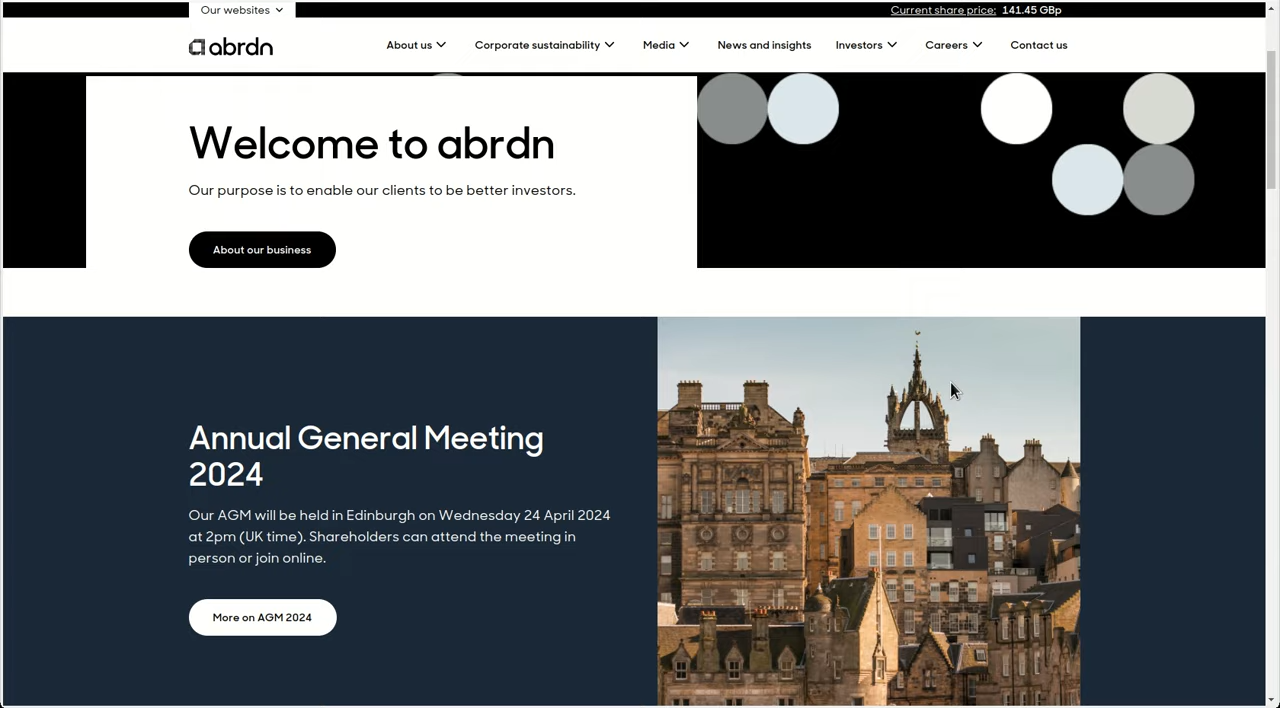 Our websites
Current share price: 141.45 GBp
abrdn
About us
Corporate sustainability
Media
News and insights
Investors
Careers
Contact us
Welcome to abrdn
Our purpose is to enable our clients to be better investors.
About our business
Annual General Meeting
2024
Our AGM will be held in Edinburgh on Wednesday 24 April 2024
at 2pm (UK time). Shareholders can attend the meeting in
person or join online.
More on AGM 2024